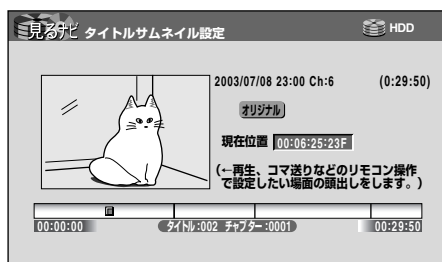 見るナビ タイトルサムネイル設定
HDD
2003/07/08 23:00 Ch:6 (0:29:50)
オリジナル
現在位置 00:06:25:23F
(←再生、コマ送りなどのリモコン操作
で設定したい場面の頭出しをします。)
00:00:00 タイトル:002 チャプター:0001 00:29:50